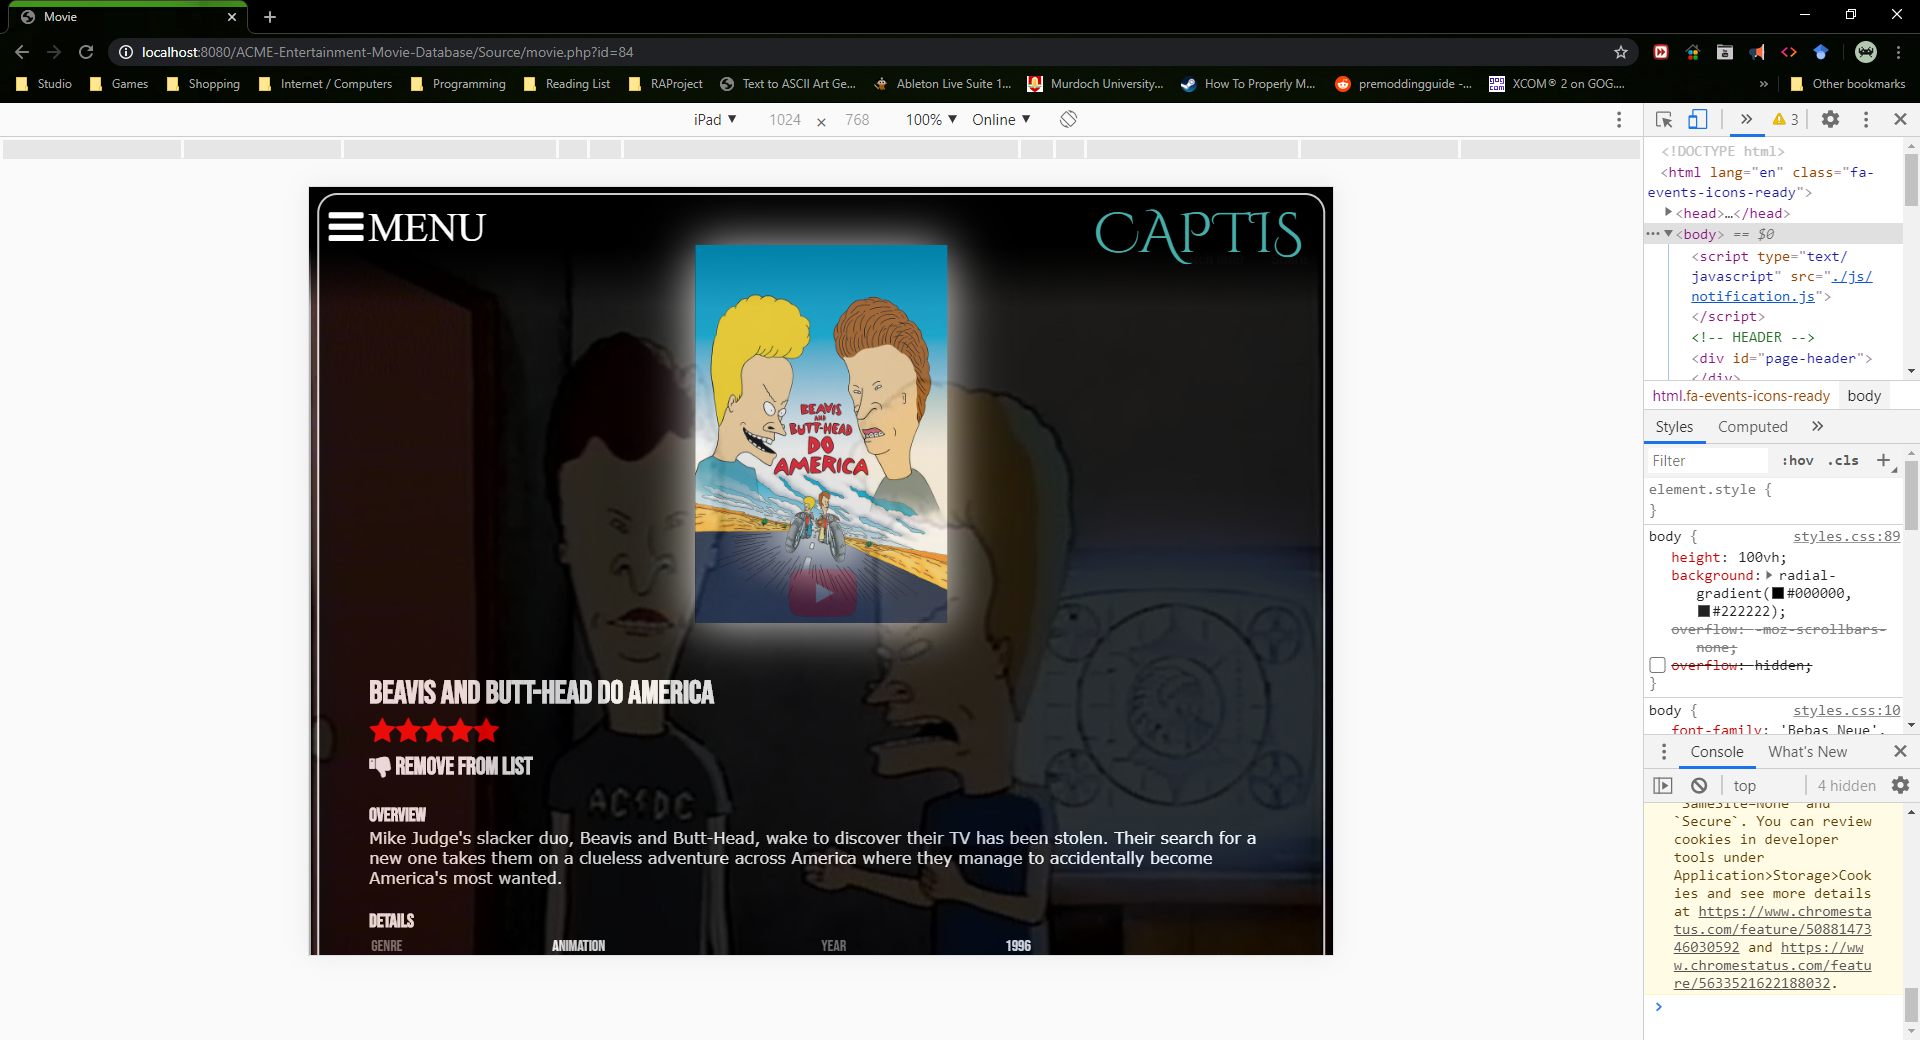 Movie
localhost:8080/ACME-Entertainment-Movie-Database/Source/movie.php?id=84
Studio Games Shopping Internet / Computers Programming Reading List RAProject Text to ASCII Art Ge... Ableton Live Suite 1... Murdoch University,... How To Properly M... premoddingguide -... XCOM® 2 on GOG.... » Other bookmarks
iPad 1024 × 768 100% Online
» 3
<!DOCTYPE html>
<html lang="en" class="fa-
events-icons-ready">
<head>…</head>
<body> == $0
<script type="text/
javascript" src="./js/
notification.js">
</script>
<!-- HEADER -->
<div id="page-header">
</div>
html.fa-events-icons-ready body
Styles Computed »
Filter :hov .cls +
element.style {
}
body { styles.css:89
height: 100vh;
background: radial-
gradient( #000000,
#222222);
overflow: -moz-scrollbars-
none;
overflow: hidden;
}
body { styles.css:10
font-family: 'Bebas Neue',
Console What's New
top 4 hidden
`SameSite=None` and
`Secure`. You can review
cookies in developer
tools under
Application>Storage>Cook
ies and see more details
at https://www.chromesta
tus.com/feature/50881473
46030592 and https://ww
w.chromestatus.com/featu
re/5633521622188032.
MENU
CAPTIS
BEAVIS
AND
BUTT-HEAD
DO
AMERICA
BEAVIS AND BUTT-HEAD DO AMERICA
REMOVE FROM LIST
AC/DC
OVERVIEW
Mike Judge's slacker duo, Beavis and Butt-Head, wake to discover their TV has been stolen. Their search for a
new one takes them on a clueless adventure across America where they manage to accidentally become
America's most wanted.
DETAILS
GENRE ANIMATION YEAR 1996